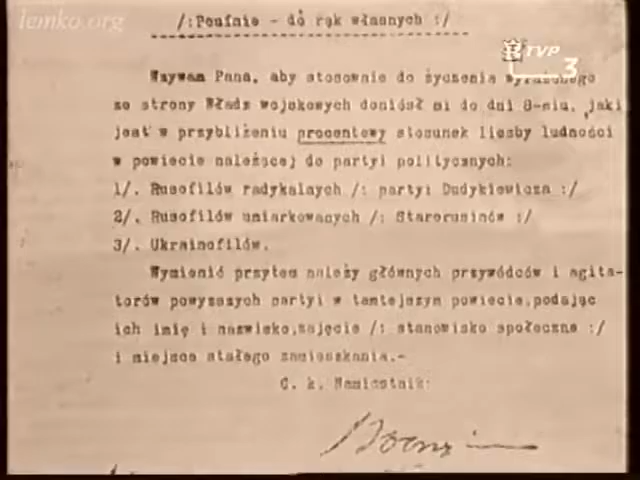 lemko.org
/:Poufnie - do rąk własnych :/
TVP
3
Wzywam Pana, aby stosownie do życzenia wyrażonego
ze strony Władz wojskowych doniósł mi do dni 8-miu, jaki
jest w przybliżeniu procentowy stosunek liczby ludności
w powiecie należącej do partyi politycznych:
1/. Rusofilów radykalnych /: partyi Dudykiewicza :/
2/. Rusofilów umiarkowanych /: Starorusinów :/
3/. Ukrainofilów.
Wymienić przytem należy głównych przywódców i agita-
torów powyższych partyi w tamtejszym powiecie,podając
ich imię i nazwisko,zajęcie /: stanowisko społeczne :/
i miejsce stałego zamieszkania.-
C. k. Namiestnik: